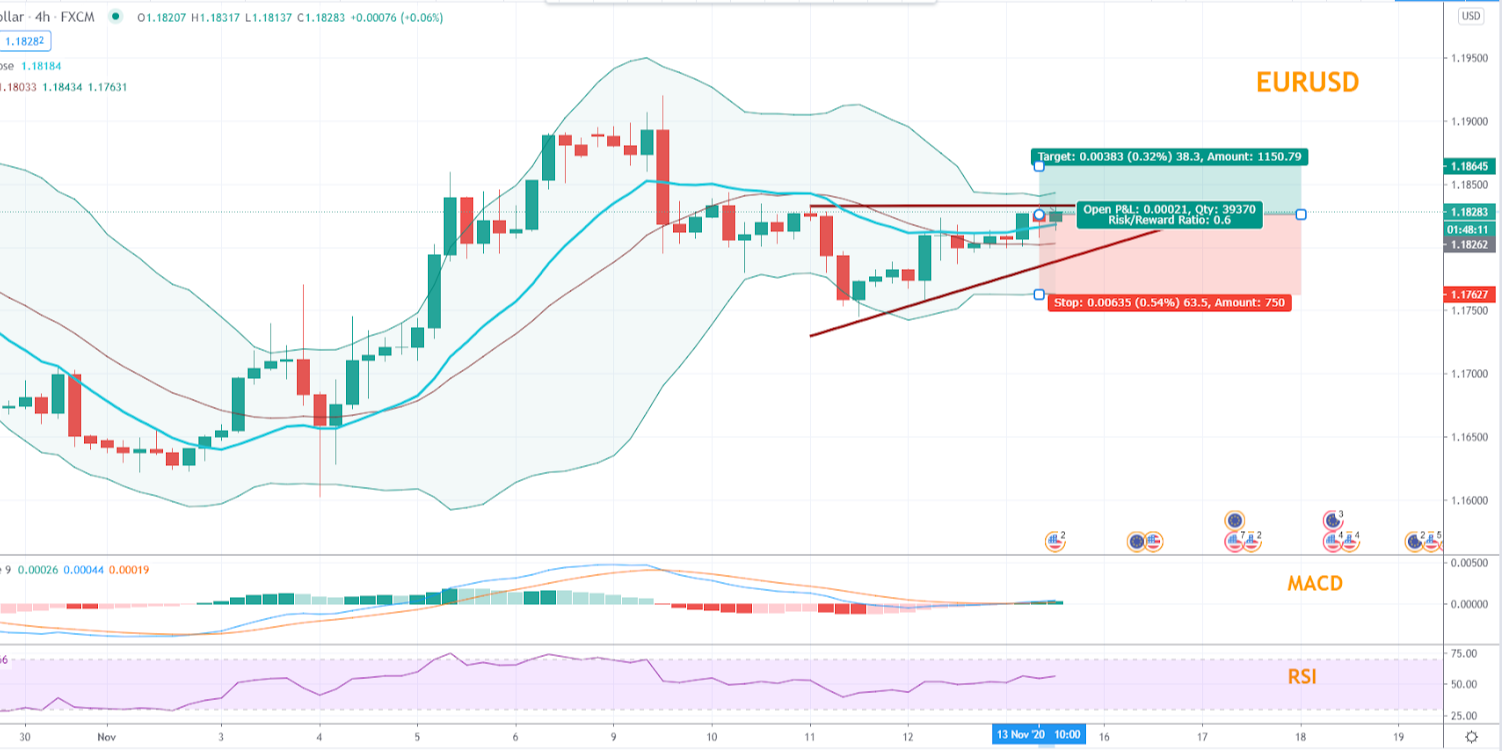 ollar · 4h · FXCM O1.18207 H1.18317 L1.18137 C1.18283 +0.00076 (+0.06%)
1.18282
ose 1.18184
1.18033 1.18434 1.17631
USD
EURUSD
1.19500
1.19000
1.18645
1.18500
1.18283
01:48:11
1.18262
1.17627
1.17500
1.17000
1.16500
1.16000
Target: 0.00383 (0.32%) 38.3, Amount: 1150.79
Open P&L: 0.00021, Qty: 39370
Risk/Reward Ratio: 0.6
Stop: 0.00635 (0.54%) 63.5, Amount: 750
2
7 2
3
4 4
2 5
e 9 0.00026 0.00044 0.00019
MACD
0.00500
0.00000
66
RSI
75.00
50.00
25.00
30 Nov 3 4 5 6 9 10 11 12 13 Nov '20 10:00 16 17 18 19